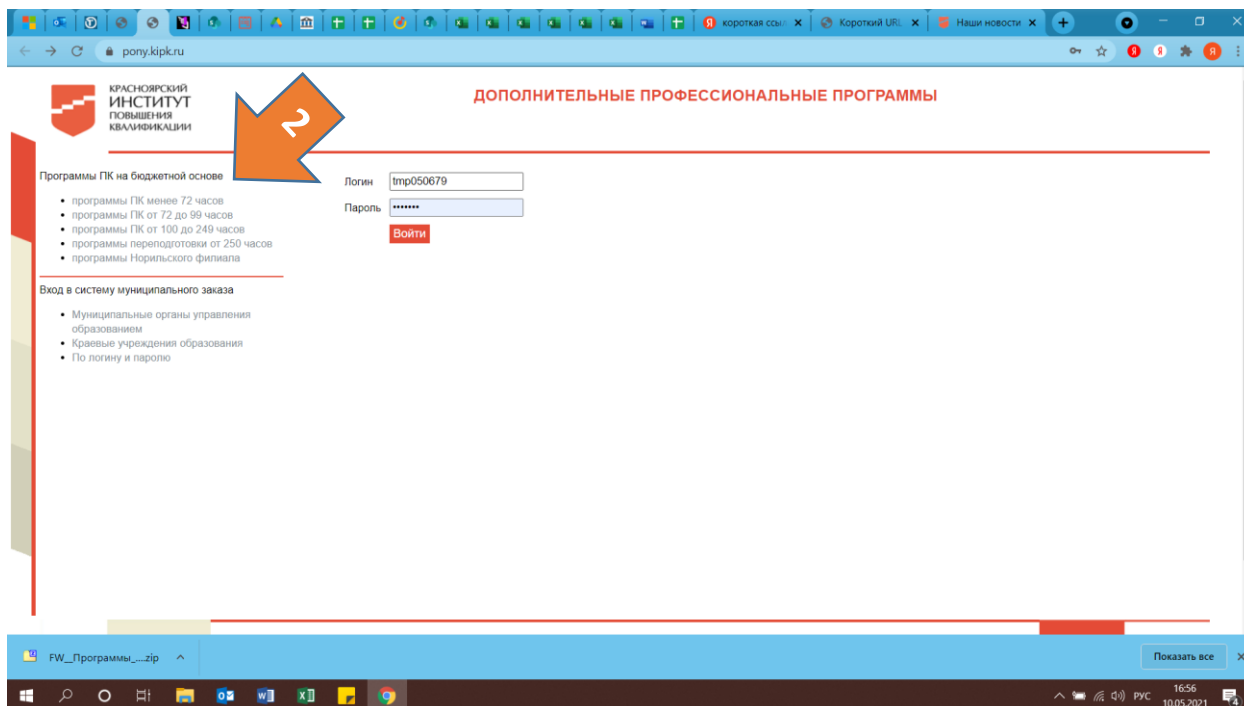 короткая ссыл
Короткий URL
Наши новости
pony.kipk.ru
Я
Я
Я
КРАСНОЯРСКИЙ
ИНСТИТУТ
ПОВЫШЕНИЯ
КВАЛИФИКАЦИИ
ДОПОЛНИТЕЛЬНЫЕ ПРОФЕССИОНАЛЬНЫЕ ПРОГРАММЫ
2
Программы ПК на бюджетной основе
программы ПК менее 72 часов
программы ПК от 72 до 99 часов
программы ПК от 100 до 249 часов
программы переподготовки от 250 часов
программы Норильского филиала
Вход в систему муниципального заказа
Муниципальные органы управления
образованием
Краевые учреждения образования
По логину и паролю
Логин tmp050679
Пароль •••••••
Войти
FW__Программы_....zip
Показать все
РУС
16:56
10.05.2021
4